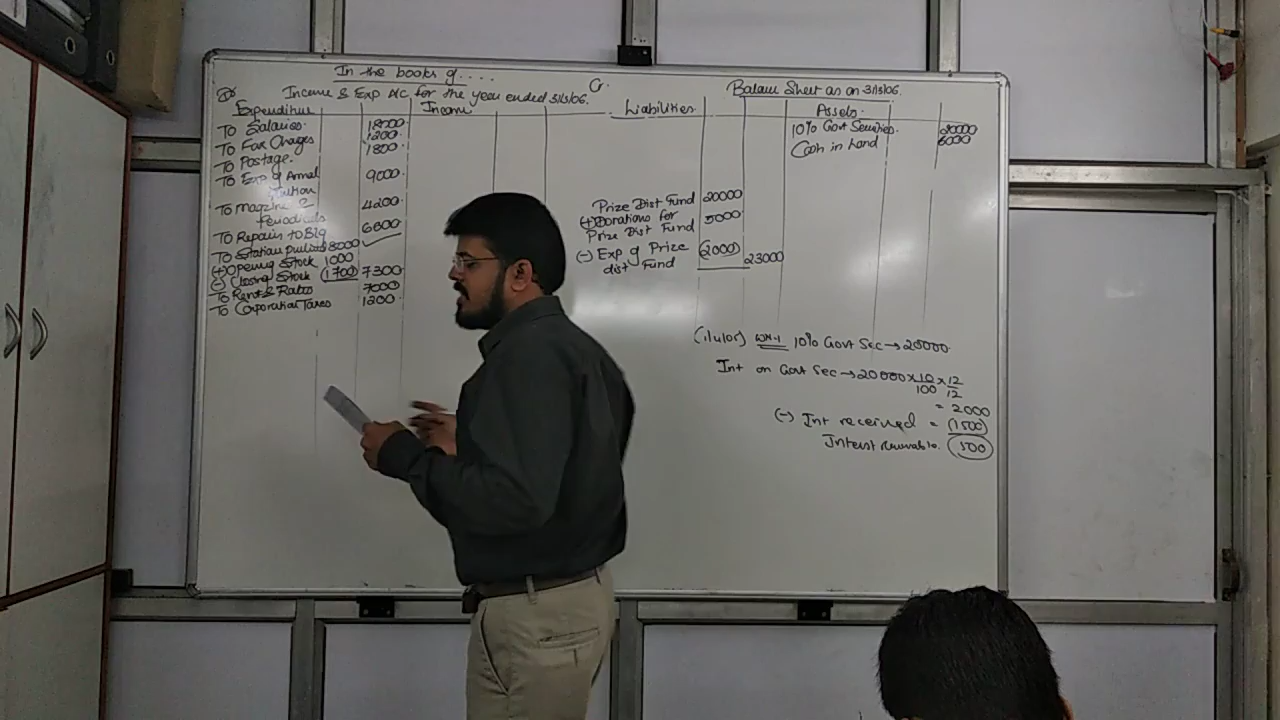 In the books of ....
Dr Income & Exp A/C for the year ended 31/3/06. Cr.
Expenditure Income
To Salaries. 18000
To Fax Charges 1200
To Postage. 1800
To Exp of Annal 9000
To magzine & 4200
Periodicals
To Repairs to Blg 6600
To Station 8000
(+) Opening Stock 1000
(-) Closing Stock (1700) 7300
To Rent & Rates 7000
To Corporation Taxes 1200
Balance Sheet as on 31/3/06.
Liabilities Assets
10% Govt Securities.
Cash in hand 6000
Prize Dist Fund 20000
(+) Donations for 5000
Prize Dist Fund
(-) Exp of Prize (2000) 23000
dist Fund
(1/4/05) WN-1 10% Govt Sec → 20000
Int on Govt Sec → 20000 × 10/100 × 12/12
= 2000
(-) Int received = (1500)
Interest receivable. 500